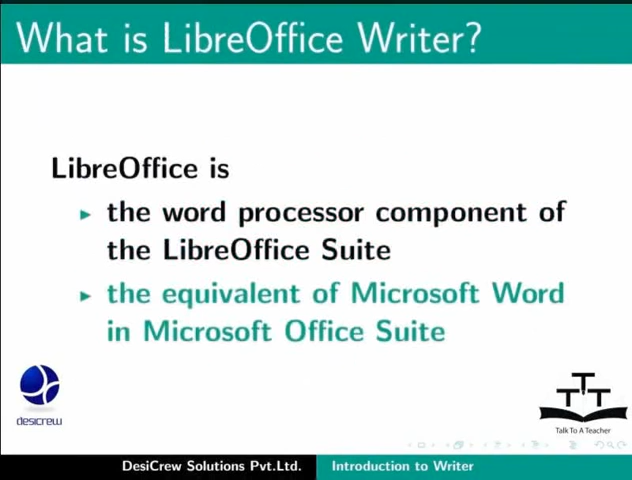 What is LibreOffice Writer?
LibreOffice is
▶ the word processor component of
the LibreOffice Suite
▶ the equivalent of Microsoft Word
in Microsoft Office Suite
desicrew
TTT
Talk To A Teacher
DesiCrew Solutions Pvt.Ltd. Introduction to Writer